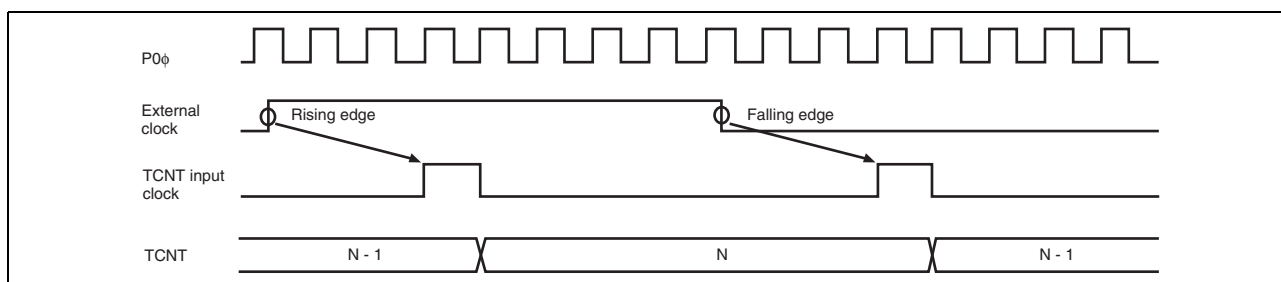 P0ϕ
External
clock
Rising edge
Falling edge
TCNT input
clock
TCNT
N - 1
N
N - 1